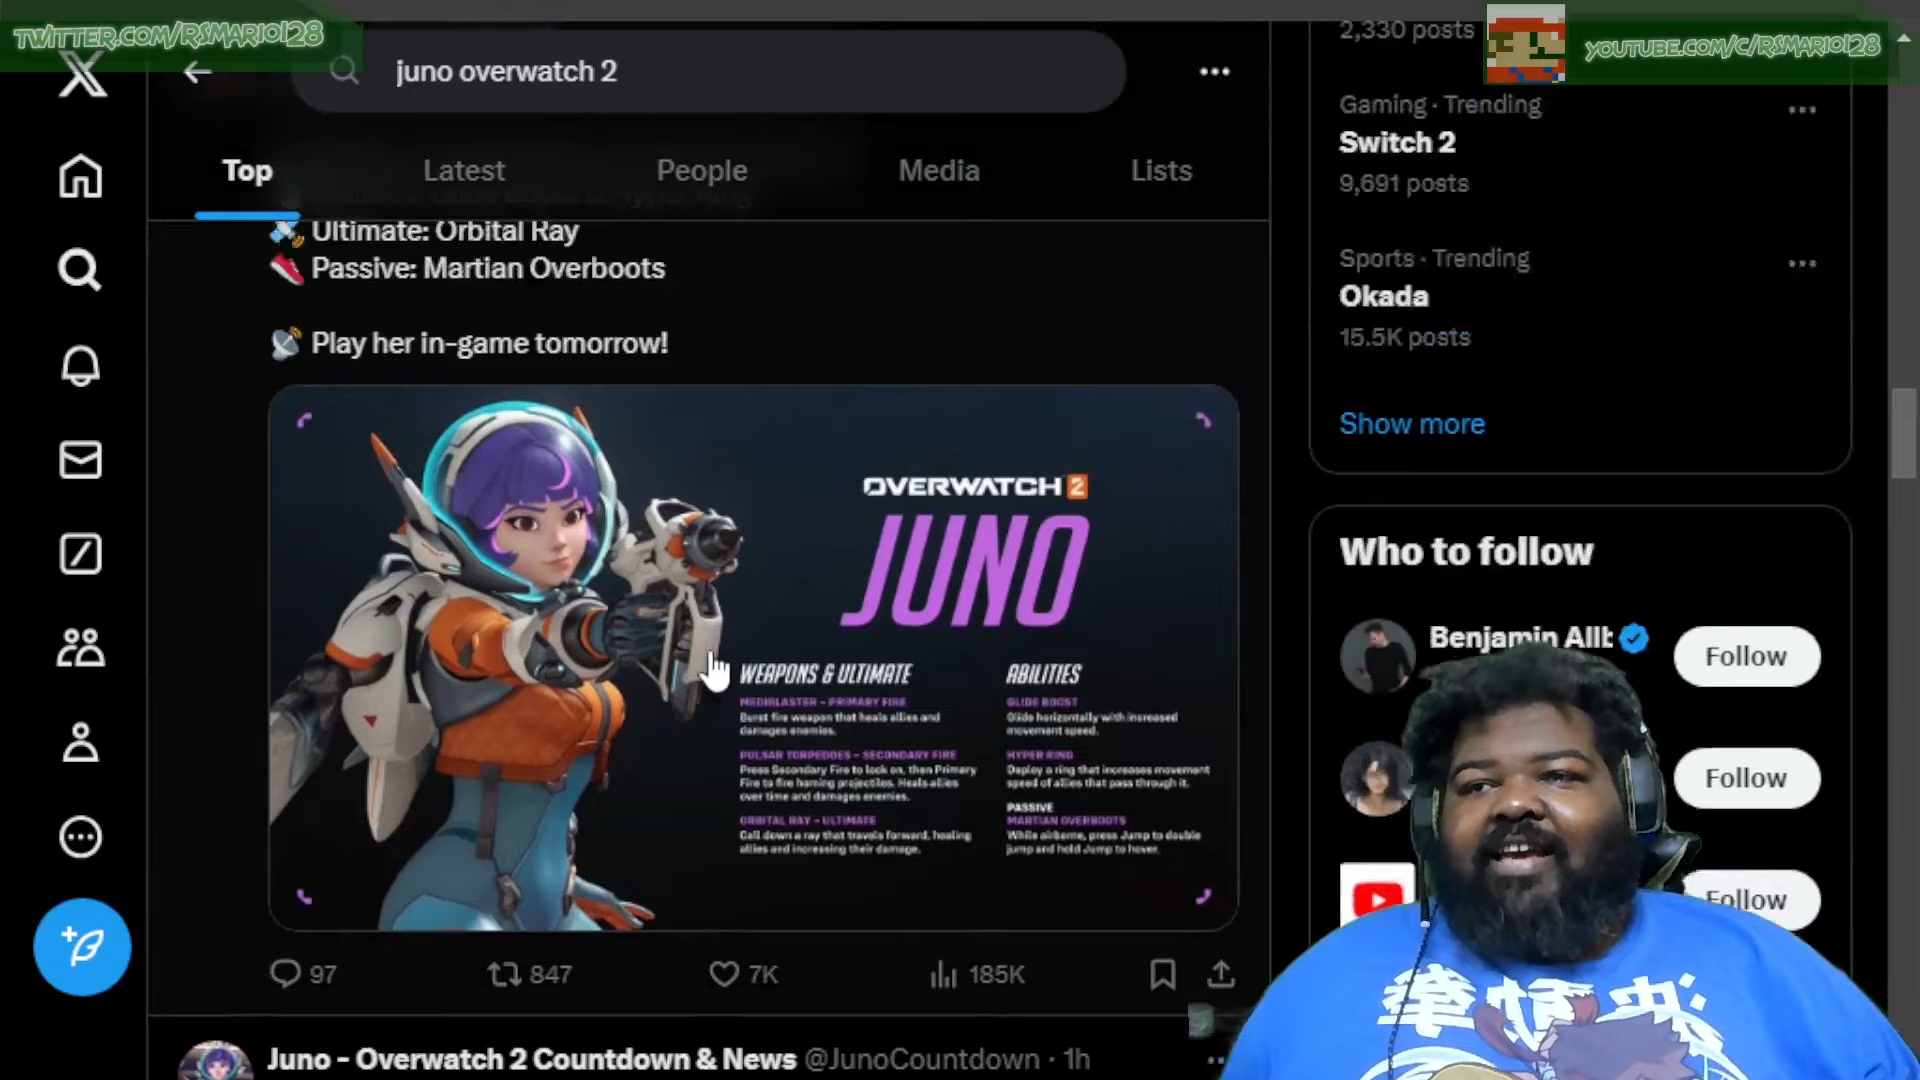 TWITTER.COM/RSMARIO128
YOUTUBE.COM/C/RSMARIO128
juno overwatch 2
Top
Latest
People
Media
Lists
Ultimate: Orbital Ray
Passive: Martian Overboots
Play her in-game tomorrow!
OVERWATCH 2
JUNO
WEAPONS & ULTIMATE
MEDIBLASTER – PRIMARY FIRE
Burst fire weapon that heals allies and
damages enemies.
PULSAR TORPEDOES – SECONDARY FIRE
Press Secondary Fire to lock on, then Primary
Fire to fire homing projectiles. Heals allies
over time and damages enemies.
ORBITAL RAY – ULTIMATE
Call down a ray that travels forward, healing
allies and increasing their damage.
ABILITIES
GLIDE BOOST
Glide horizontally with increased
movement speed.
HYPER RING
Deploy a ring that increases movement
speed of allies that pass through it.
PASSIVE
MARTIAN OVERBOOTS
While airborne, press Jump to double
jump and hold Jump to hover.
97
847
7K
185K
Juno - Overwatch 2 Countdown & News @JunoCountdown · 1h
2,330 posts
Gaming · Trending
Switch 2
9,691 posts
Sports · Trending
Okada
15.5K posts
Show more
Who to follow
Benjamin Allb
Follow
Follow
Follow